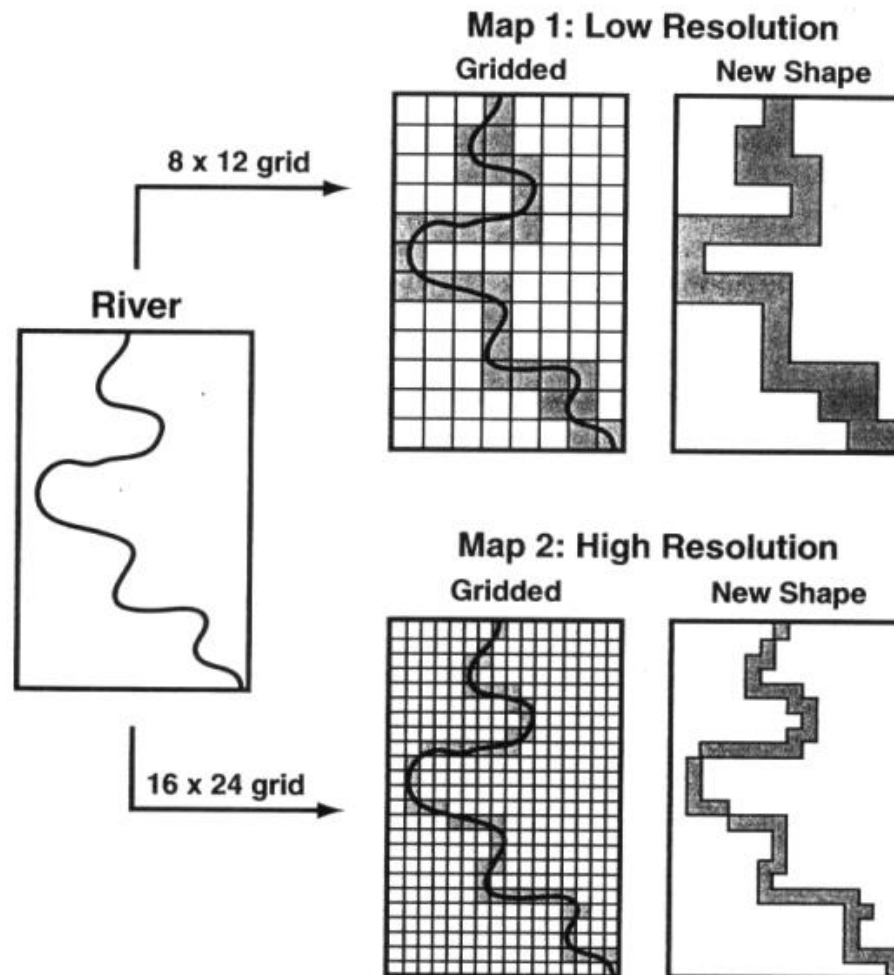 Map 1: Low Resolution
Gridded
New Shape
8 x 12 grid
River
Map 2: High Resolution
Gridded
New Shape
16 x 24 grid